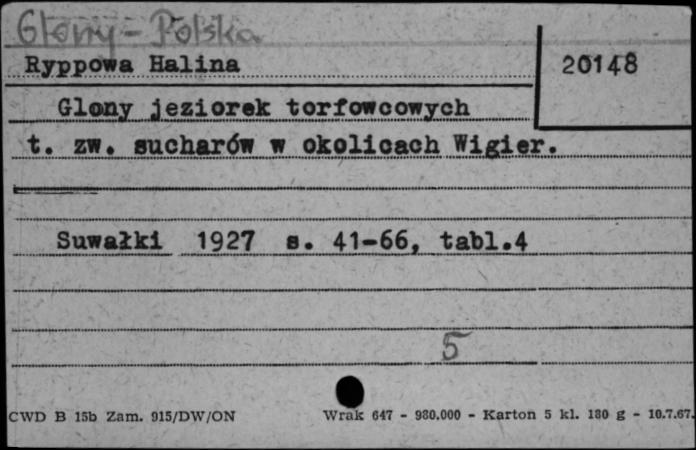 Glony - Polska
Ryppowa Halina
20148
Glony jeziorek torfowcowych
t. zw. sucharów w okolicach Wigier.
Suwałki 1927 s. 41-66, tabl.4
5
CWD B 15b Zam. 915/DW/ON
Wrak 647 - 980.000 - Karton 5 kl. 180 g - 10.7.67.